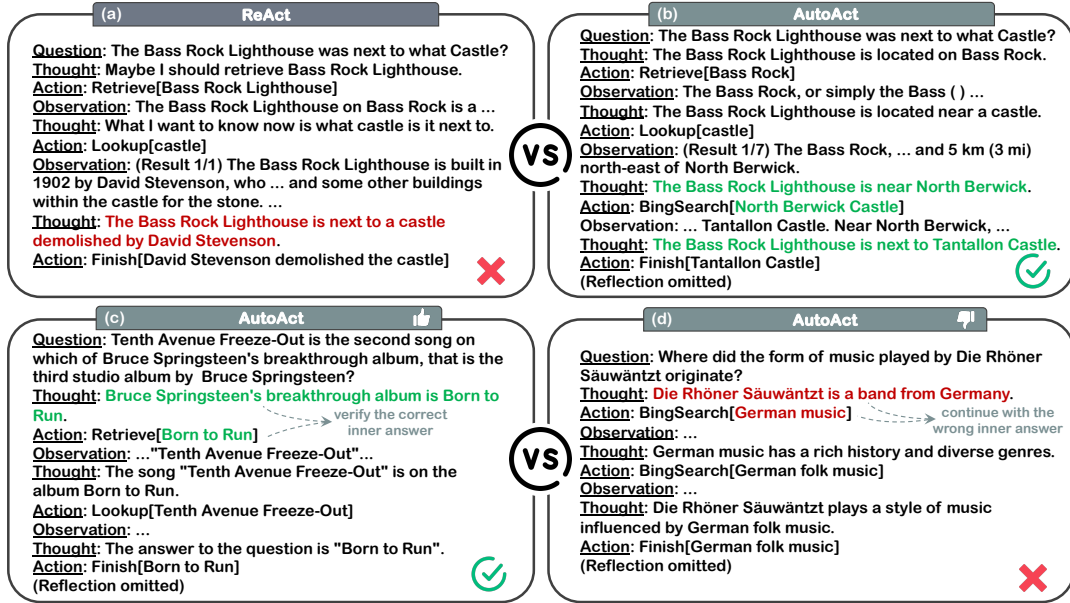 (a) ReAct
Question: The Bass Rock Lighthouse was next to what Castle?
Thought: Maybe I should retrieve Bass Rock Lighthouse.
Action: Retrieve[Bass Rock Lighthouse]
Observation: The Bass Rock Lighthouse on Bass Rock is a ...
Thought: What I want to know now is what castle is it next to.
Action: Lookup[castle]
Observation: (Result 1/1) The Bass Rock Lighthouse is built in
1902 by David Stevenson, who ... and some other buildings
within the castle for the stone. ...
Thought: The Bass Rock Lighthouse is next to a castle
demolished by David Stevenson.
Action: Finish[David Stevenson demolished the castle]
VS
(b) AutoAct
Question: The Bass Rock Lighthouse was next to what Castle?
Thought: The Bass Rock Lighthouse is located on Bass Rock.
Action: Retrieve[Bass Rock]
Observation: The Bass Rock, or simply the Bass ( ) ...
Thought: The Bass Rock Lighthouse is located near a castle.
Action: Lookup[castle]
Observation: (Result 1/7) The Bass Rock, ... and 5 km (3 mi)
north-east of North Berwick.
Thought: The Bass Rock Lighthouse is near North Berwick.
Action: BingSearch[North Berwick Castle]
Observation: ... Tantallon Castle. Near North Berwick, ...
Thought: The Bass Rock Lighthouse is next to Tantallon Castle.
Action: Finish[Tantallon Castle]
(Reflection omitted)
(c) AutoAct
Question: Tenth Avenue Freeze-Out is the second song on
which of Bruce Springsteen's breakthrough album, that is the
third studio album by Bruce Springsteen?
Thought: Bruce Springsteen's breakthrough album is Born to
Run.
verify the correct
inner answer
Action: Retrieve[Born to Run]
Observation: ..."Tenth Avenue Freeze-Out"...
Thought: The song "Tenth Avenue Freeze-Out" is on the
album Born to Run.
Action: Lookup[Tenth Avenue Freeze-Out]
Observation: ...
Thought: The answer to the question is "Born to Run".
Action: Finish[Born to Run]
(Reflection omitted)
VS
(d) AutoAct
Question: Where did the form of music played by Die Rhöner
Säuwäntzt originate?
Thought: Die Rhöner Säuwäntzt is a band from Germany.
Action: BingSearch[German music]
continue with the
wrong inner answer
Observation: ...
Thought: German music has a rich history and diverse genres.
Action: BingSearch[German folk music]
Observation: ...
Thought: Die Rhöner Säuwäntzt plays a style of music
influenced by German folk music.
Action: Finish[German folk music]
(Reflection omitted)